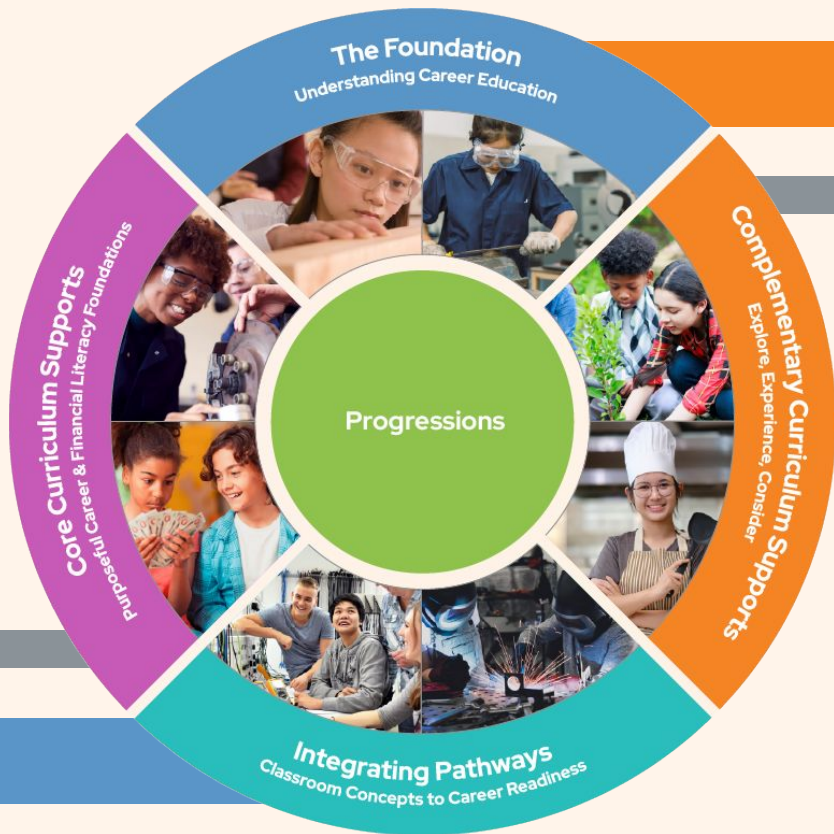 The Foundation
Understanding Career Education
Complementary Curriculum Supports
Explore, Experience, Consider
Progressions
Core Curriculum Supports
Purposeful Career & Financial Literacy Foundations
Integrating Pathways
Classroom Concepts to Career Readiness